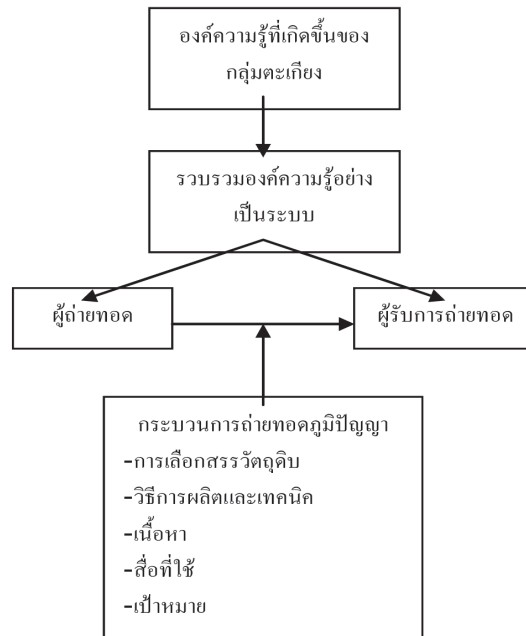 องค์ความรู้ที่เกิดขึ้นของ
กลุ่มตะเกียง
รวบรวมองค์ความรู้อย่าง
เป็นระบบ
ผู้ถ่ายทอด
ผู้รับการถ่ายทอด
กระบวนการถ่ายทอดภูมิปัญญา
-การเลือกสรรวัตถุดิบ
-วิธีการผลิตและเทคนิค
-เนื้อหา
-สื่อที่ใช้
-เป้าหมาย